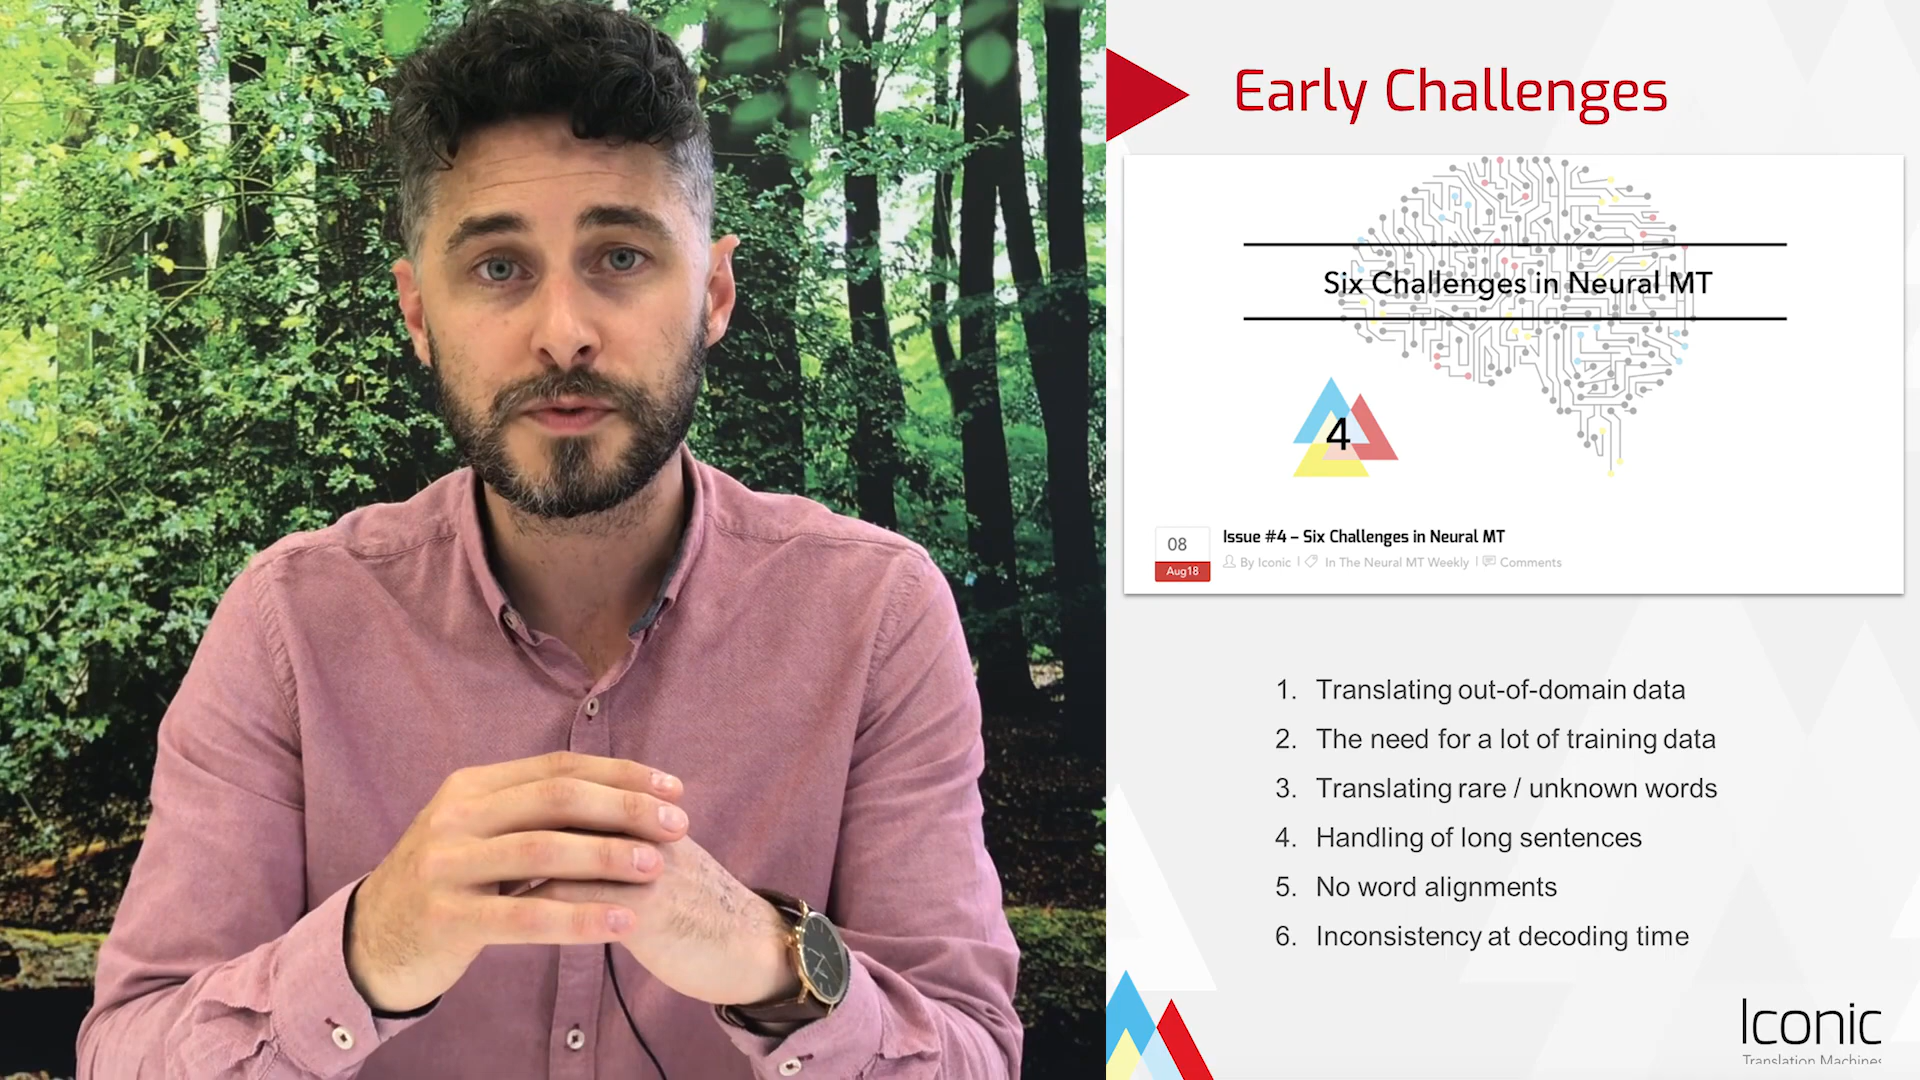 Early Challenges
Six Challenges in Neural MT
4
08
Aug18
Issue #4 – Six Challenges in Neural MT
By Iconic | In The Neural MT Weekly | Comments
1. Translating out-of-domain data
2. The need for a lot of training data
3. Translating rare / unknown words
4. Handling of long sentences
5. No word alignments
6. Inconsistency at decoding time
Iconic
Translation Machines